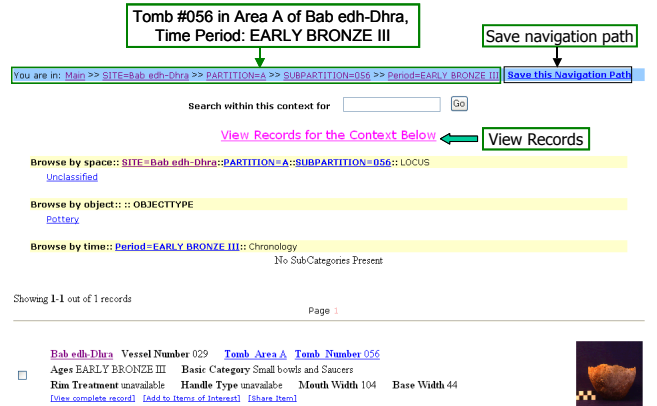 Tomb #056 in Area A of Bab edh-Dhra,
Time Period: EARLY BRONZE III
Save navigation path
You are in: Main >> SITE=Bab edh-Dhra >> PARTITION=A >> SUBPARTITION=056 >> Period=EARLY BRONZE III Save this Navigation Path
Search within this context for Go
View Records for the Context Below View Records
Browse by space:: SITE=Bab edh-Dhra::PARTITION=A::SUBPARTITION=056:: LOCUS
Unclassified
Browse by object:: :: OBJECTTYPE
Pottery
Browse by time:: Period=EARLY BRONZE III:: Chronology
No SubCategories Present
Showing 1-1 out of 1 records
Page 1
Bab edh-Dhra Vessel Number 029 Tomb Area A Tomb Number 056
Ages EARLY BRONZE III Basic Category Small bowls and Saucers
Rim Treatment unavailable Handle Type unavailabe Mouth Width 104 Base Width 44
[View complete record] [Add to Items of Interest] [Share Item]